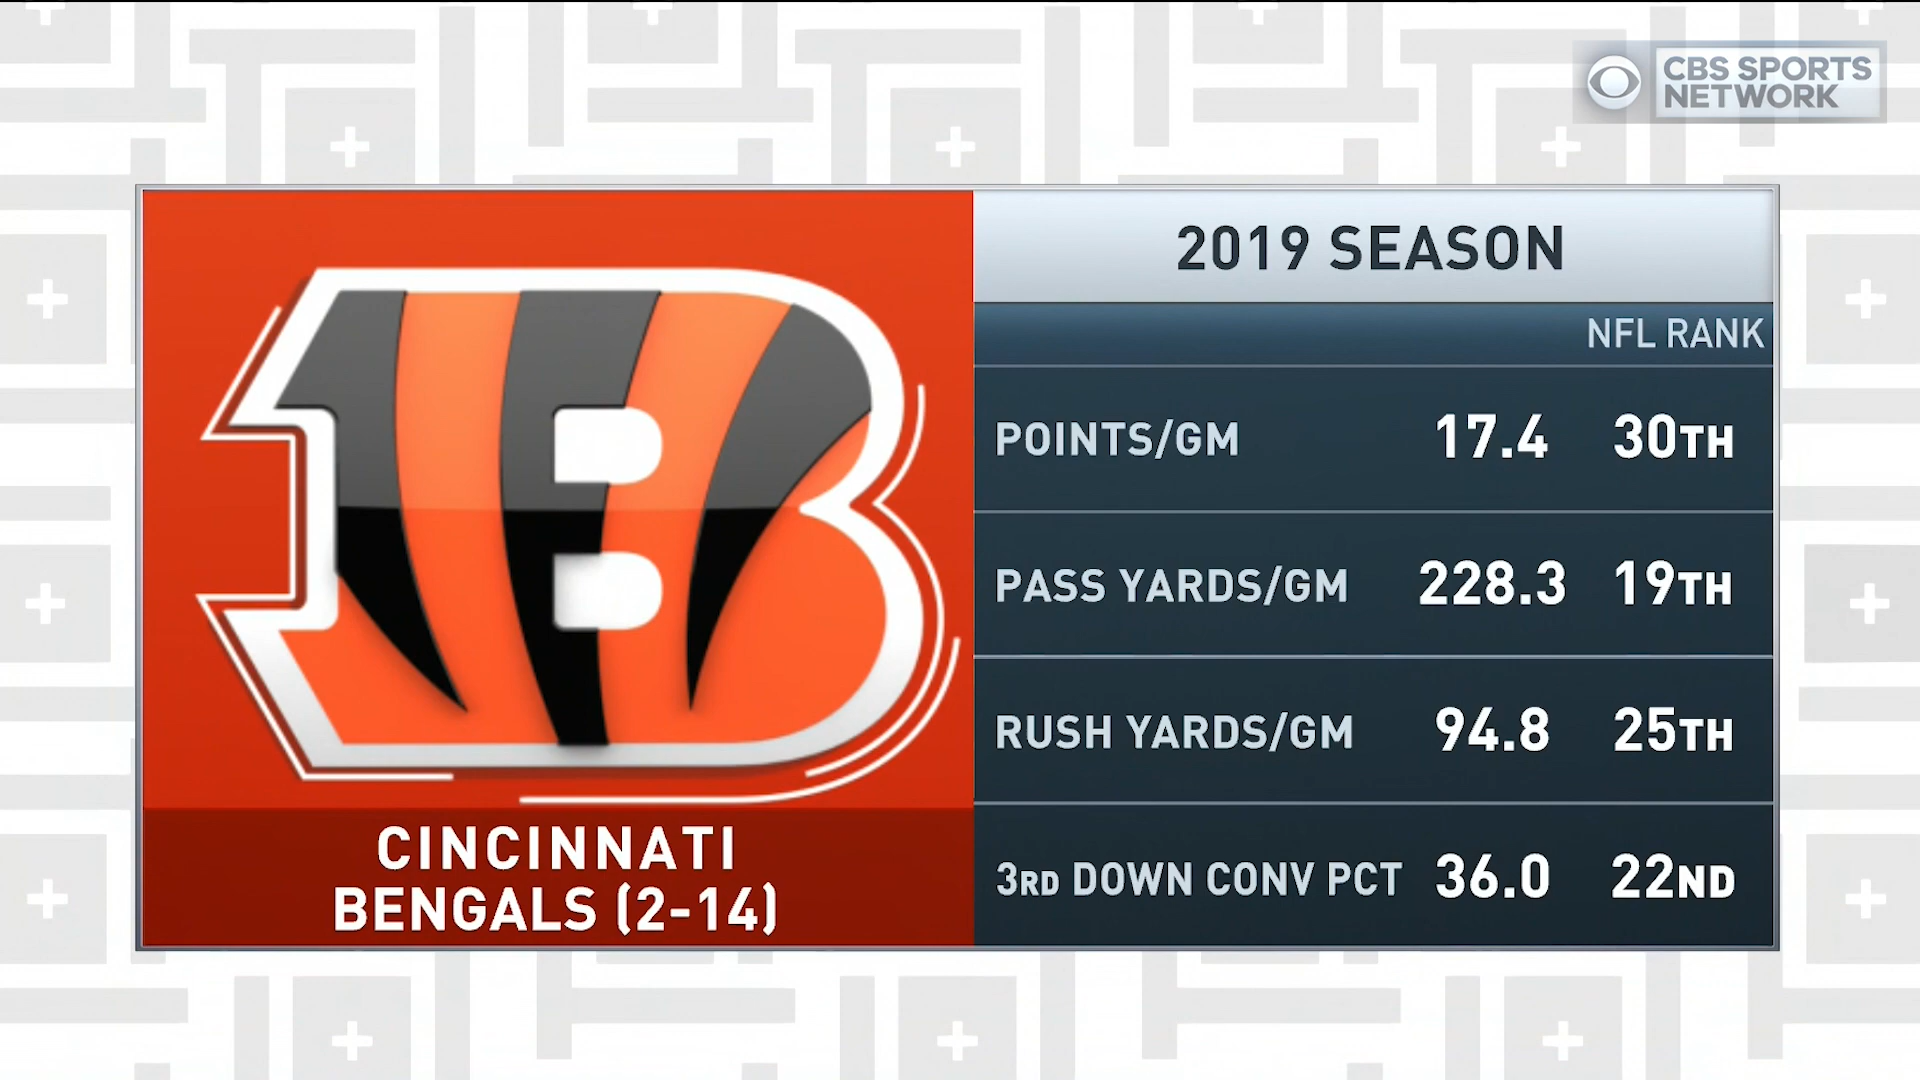 CBS SPORTS
NETWORK
2019 SEASON
NFL RANK
POINTS/GM 17.4 30TH
PASS YARDS/GM 228.3 19TH
RUSH YARDS/GM 94.8 25TH
3RD DOWN CONV PCT 36.0 22ND
CINCINNATI
BENGALS (2-14)